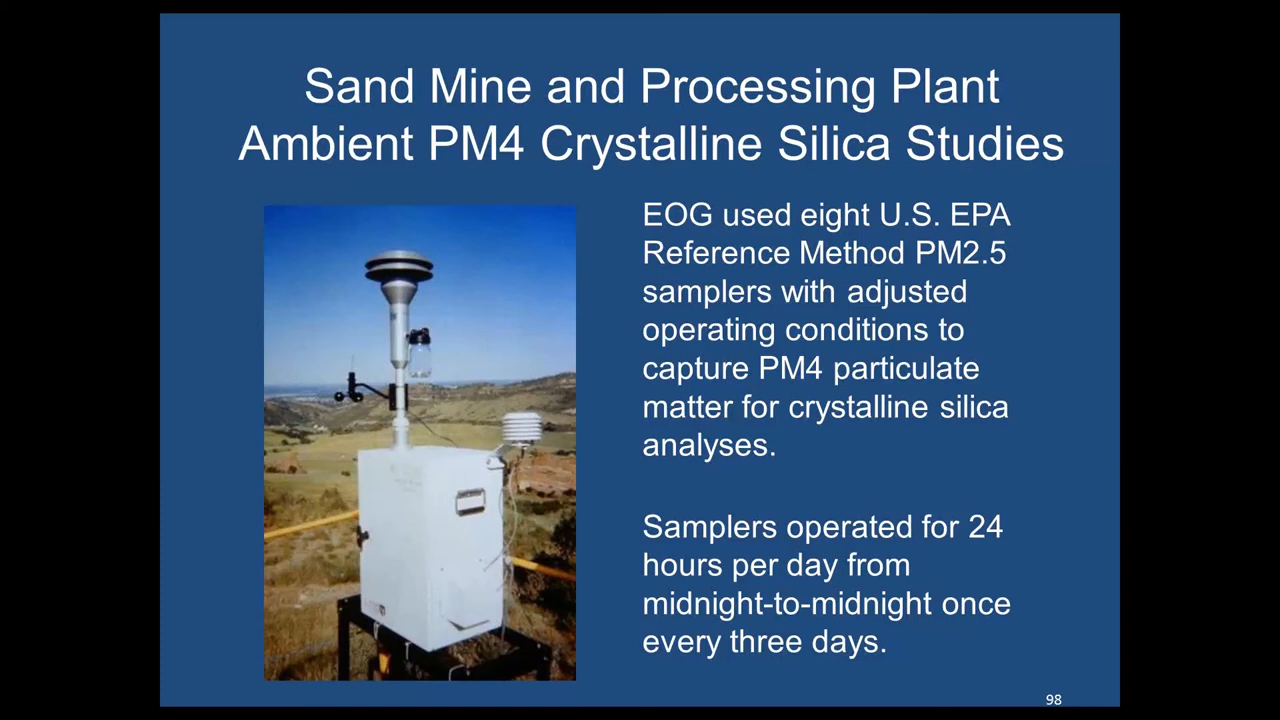 Sand Mine and Processing Plant
Ambient PM4 Crystalline Silica Studies
EOG used eight U.S. EPA
Reference Method PM2.5
samplers with adjusted
operating conditions to
capture PM4 particulate
matter for crystalline silica
analyses.
Samplers operated for 24
hours per day from
midnight-to-midnight once
every three days.
98